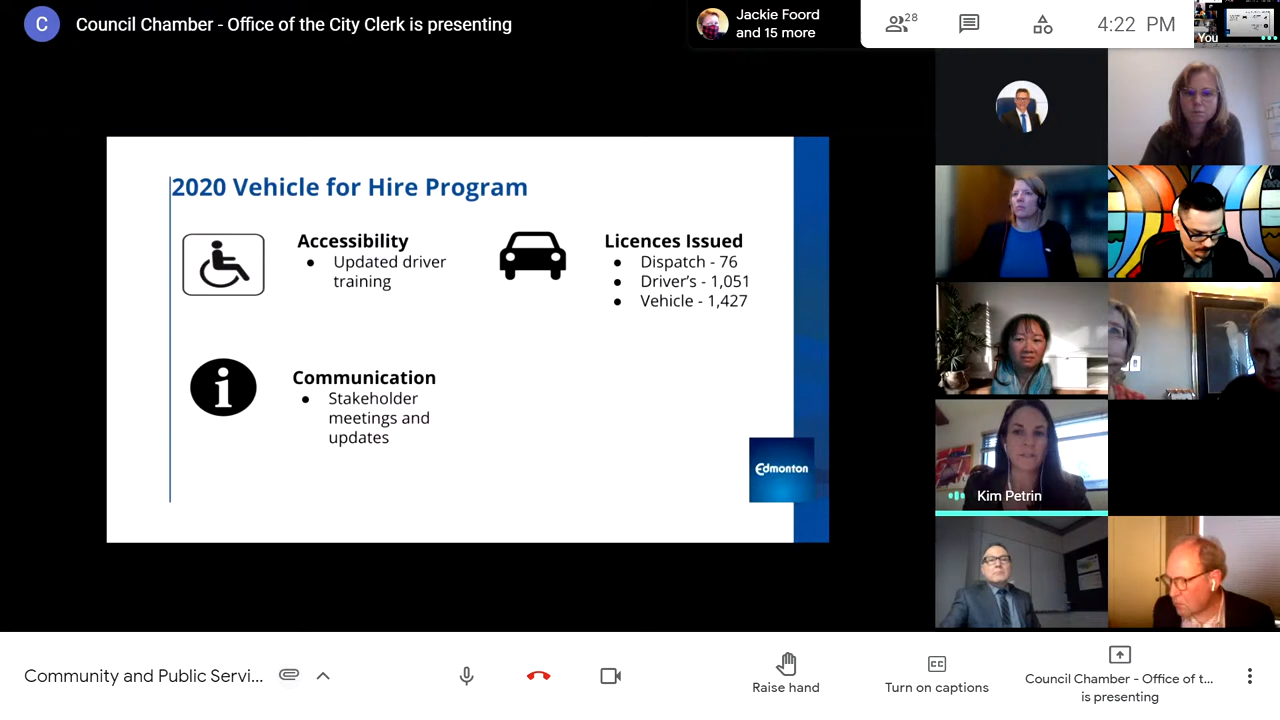 C
Council Chamber - Office of the City Clerk is presenting
Jackie Foord
and 15 more
28
4:22 PM
You
2020 Vehicle for Hire Program
Accessibility
● Updated driver
training
Licences Issued
● Dispatch - 76
● Driver's - 1,051
● Vehicle - 1,427
Communication
● Stakeholder
meetings and
updates
Edmonton
Kim Petrin
Community and Public Servi...
Raise hand
CC
Turn on captions
Council Chamber - Office of t...
is presenting